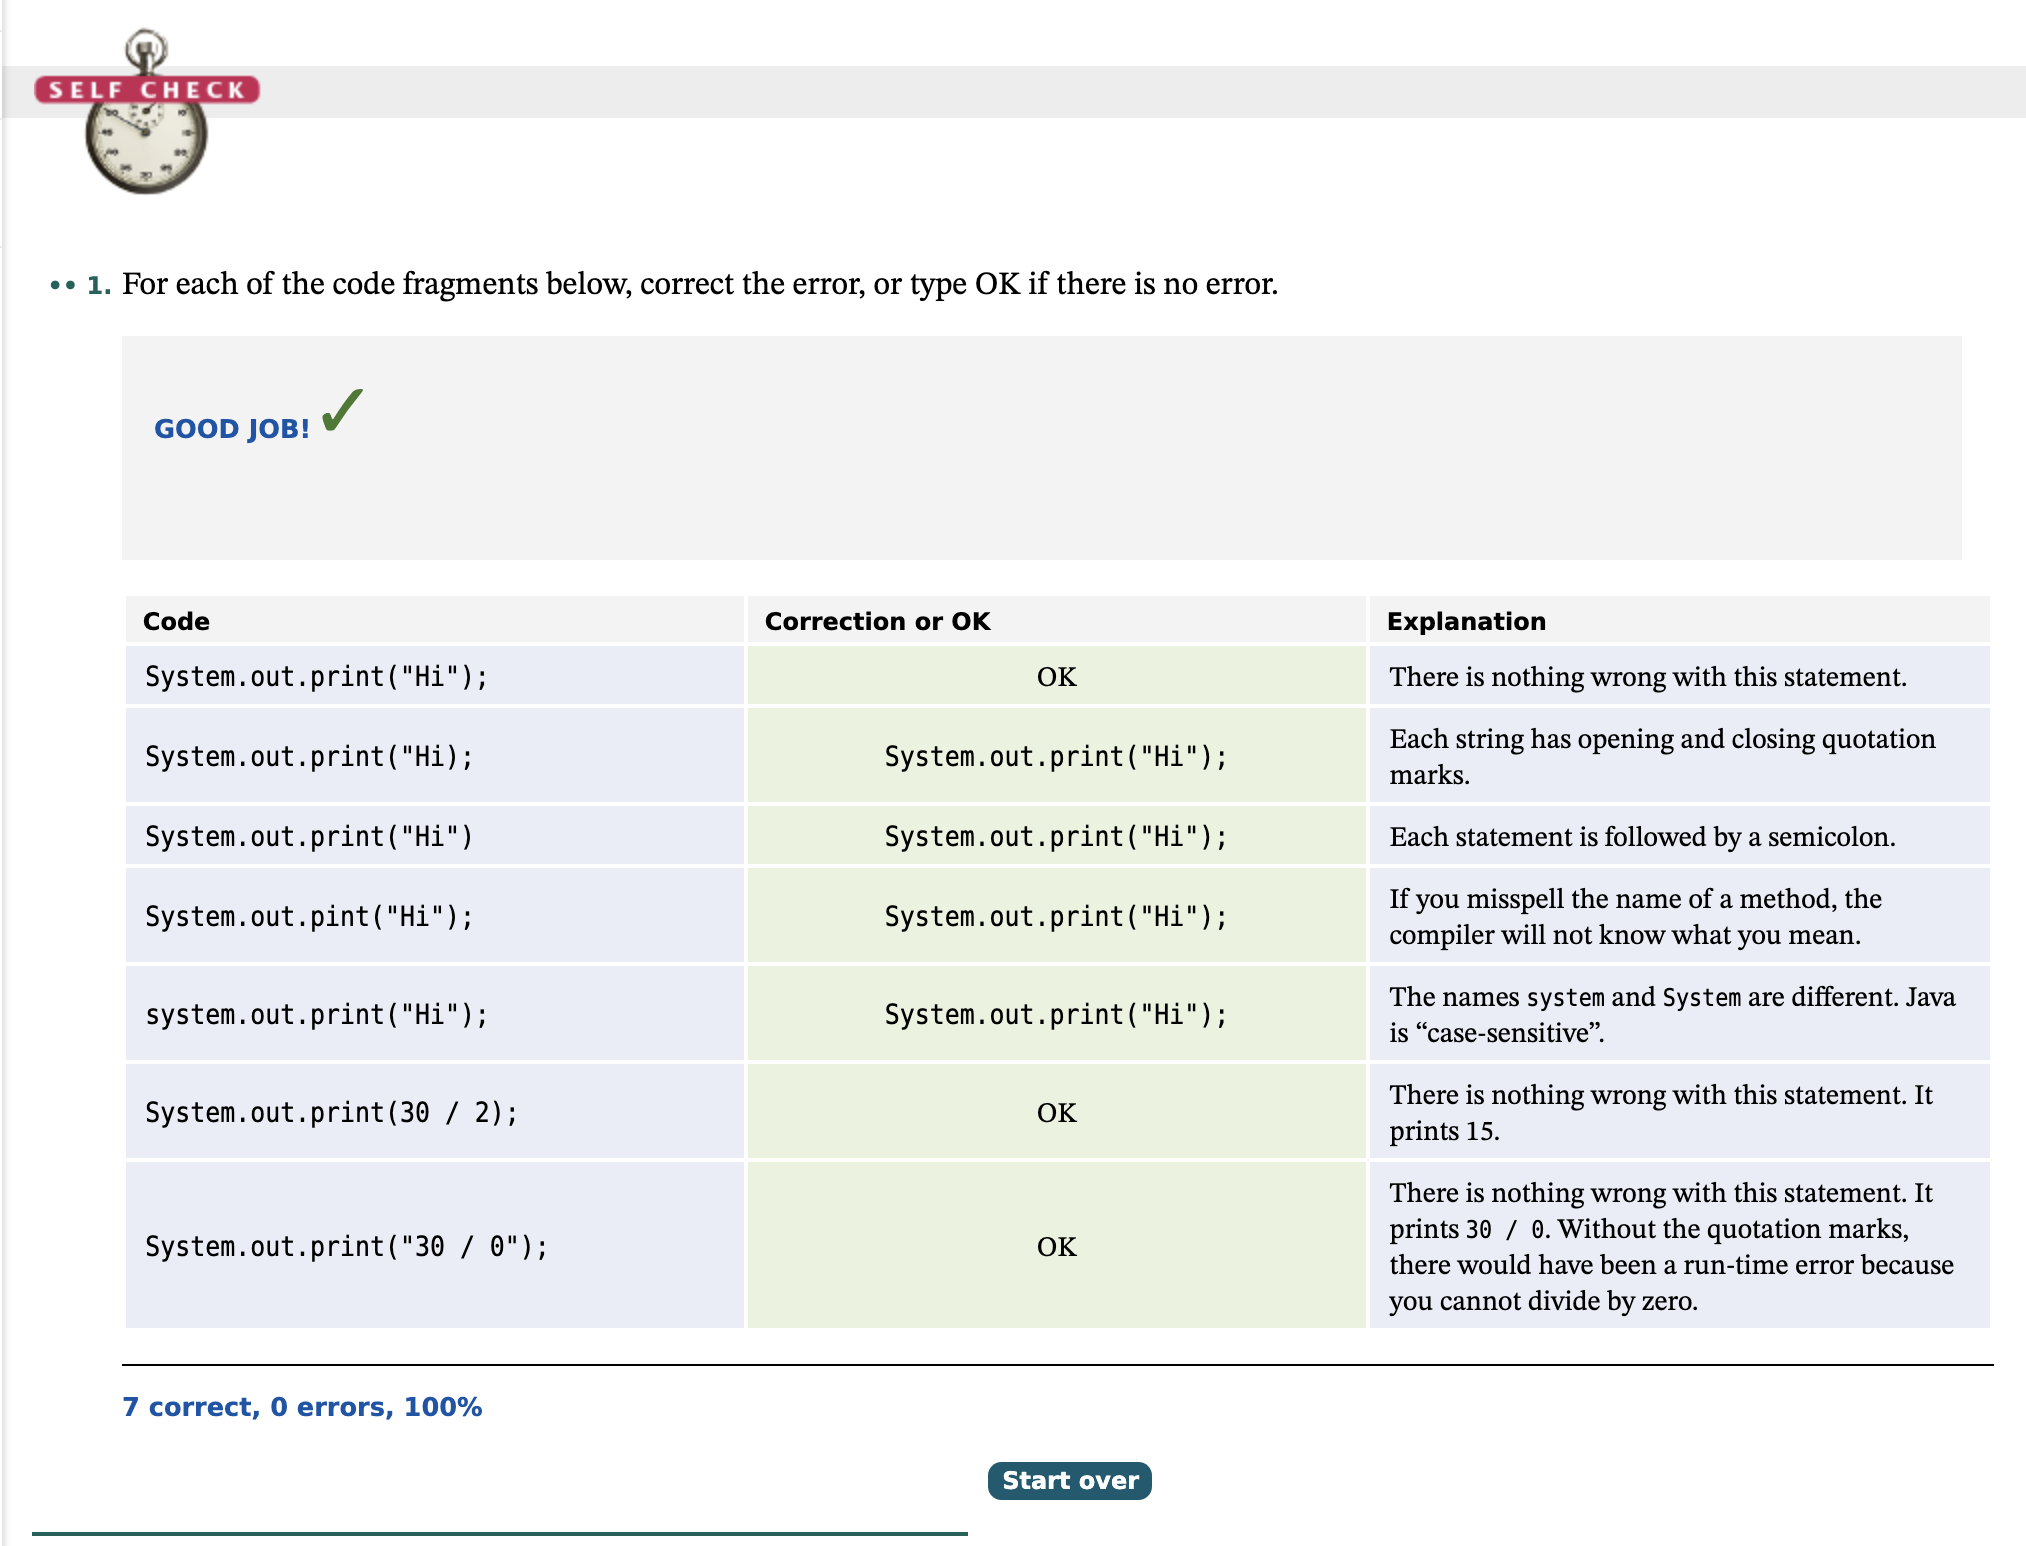 SELF CHECK
•• 1. For each of the code fragments below, correct the error, or type OK if there is no error.
GOOD JOB! ✓
Code Correction or OK Explanation
System.out.print("Hi"); OK There is nothing wrong with this statement.
System.out.print("Hi); System.out.print("Hi"); Each string has opening and closing quotation
marks.
System.out.print("Hi") System.out.print("Hi"); Each statement is followed by a semicolon.
System.out.pint("Hi"); System.out.print("Hi"); If you misspell the name of a method, the
compiler will not know what you mean.
system.out.print("Hi"); System.out.print("Hi"); The names system and System are different. Java
is “case-sensitive”.
System.out.print(30 / 2); OK There is nothing wrong with this statement. It
prints 15.
System.out.print("30 / 0"); OK There is nothing wrong with this statement. It
prints 30 / 0. Without the quotation marks,
there would have been a run-time error because
you cannot divide by zero.
7 correct, 0 errors, 100%
Start over